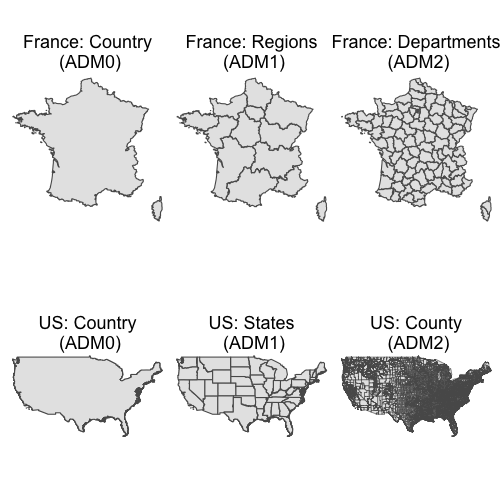 France: Country
(ADM0)
France: Regions
(ADM1)
France: Departments
(ADM2)
US: Country
(ADM0)
US: States
(ADM1)
US: County
(ADM2)